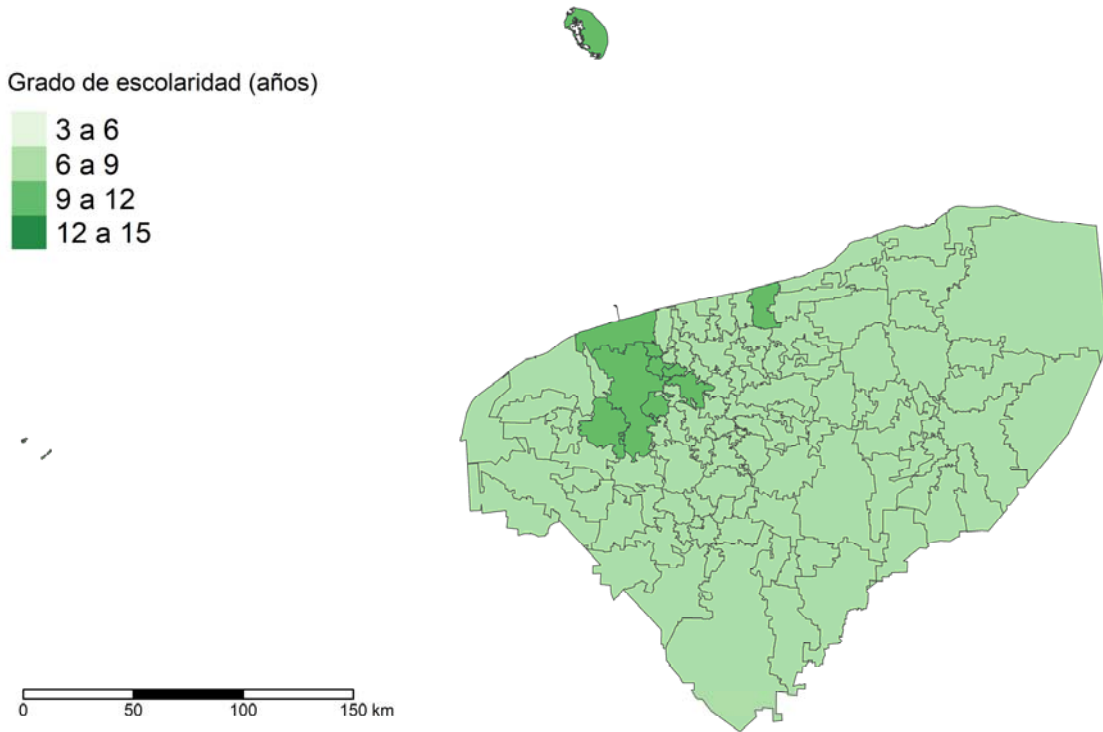 Grado de escolaridad (años)
3 a 6
6 a 9
9 a 12
12 a 15
0 50 100 150 km